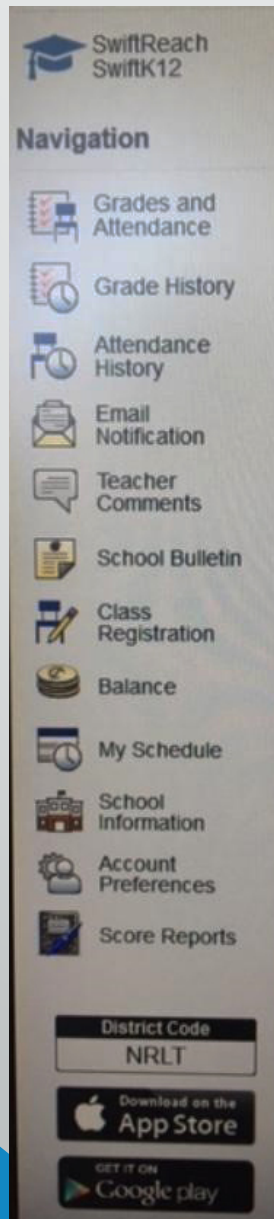 SwiftReach
SwiftK12
Navigation
Grades and
Attendance
Grade History
Attendance
History
Email
Notification
Teacher
Comments
School Bulletin
Class
Registration
Balance
My Schedule
School
Information
Account
Preferences
Score Reports
District Code
NRLT
Download on the
App Store
GET IT ON
Google play